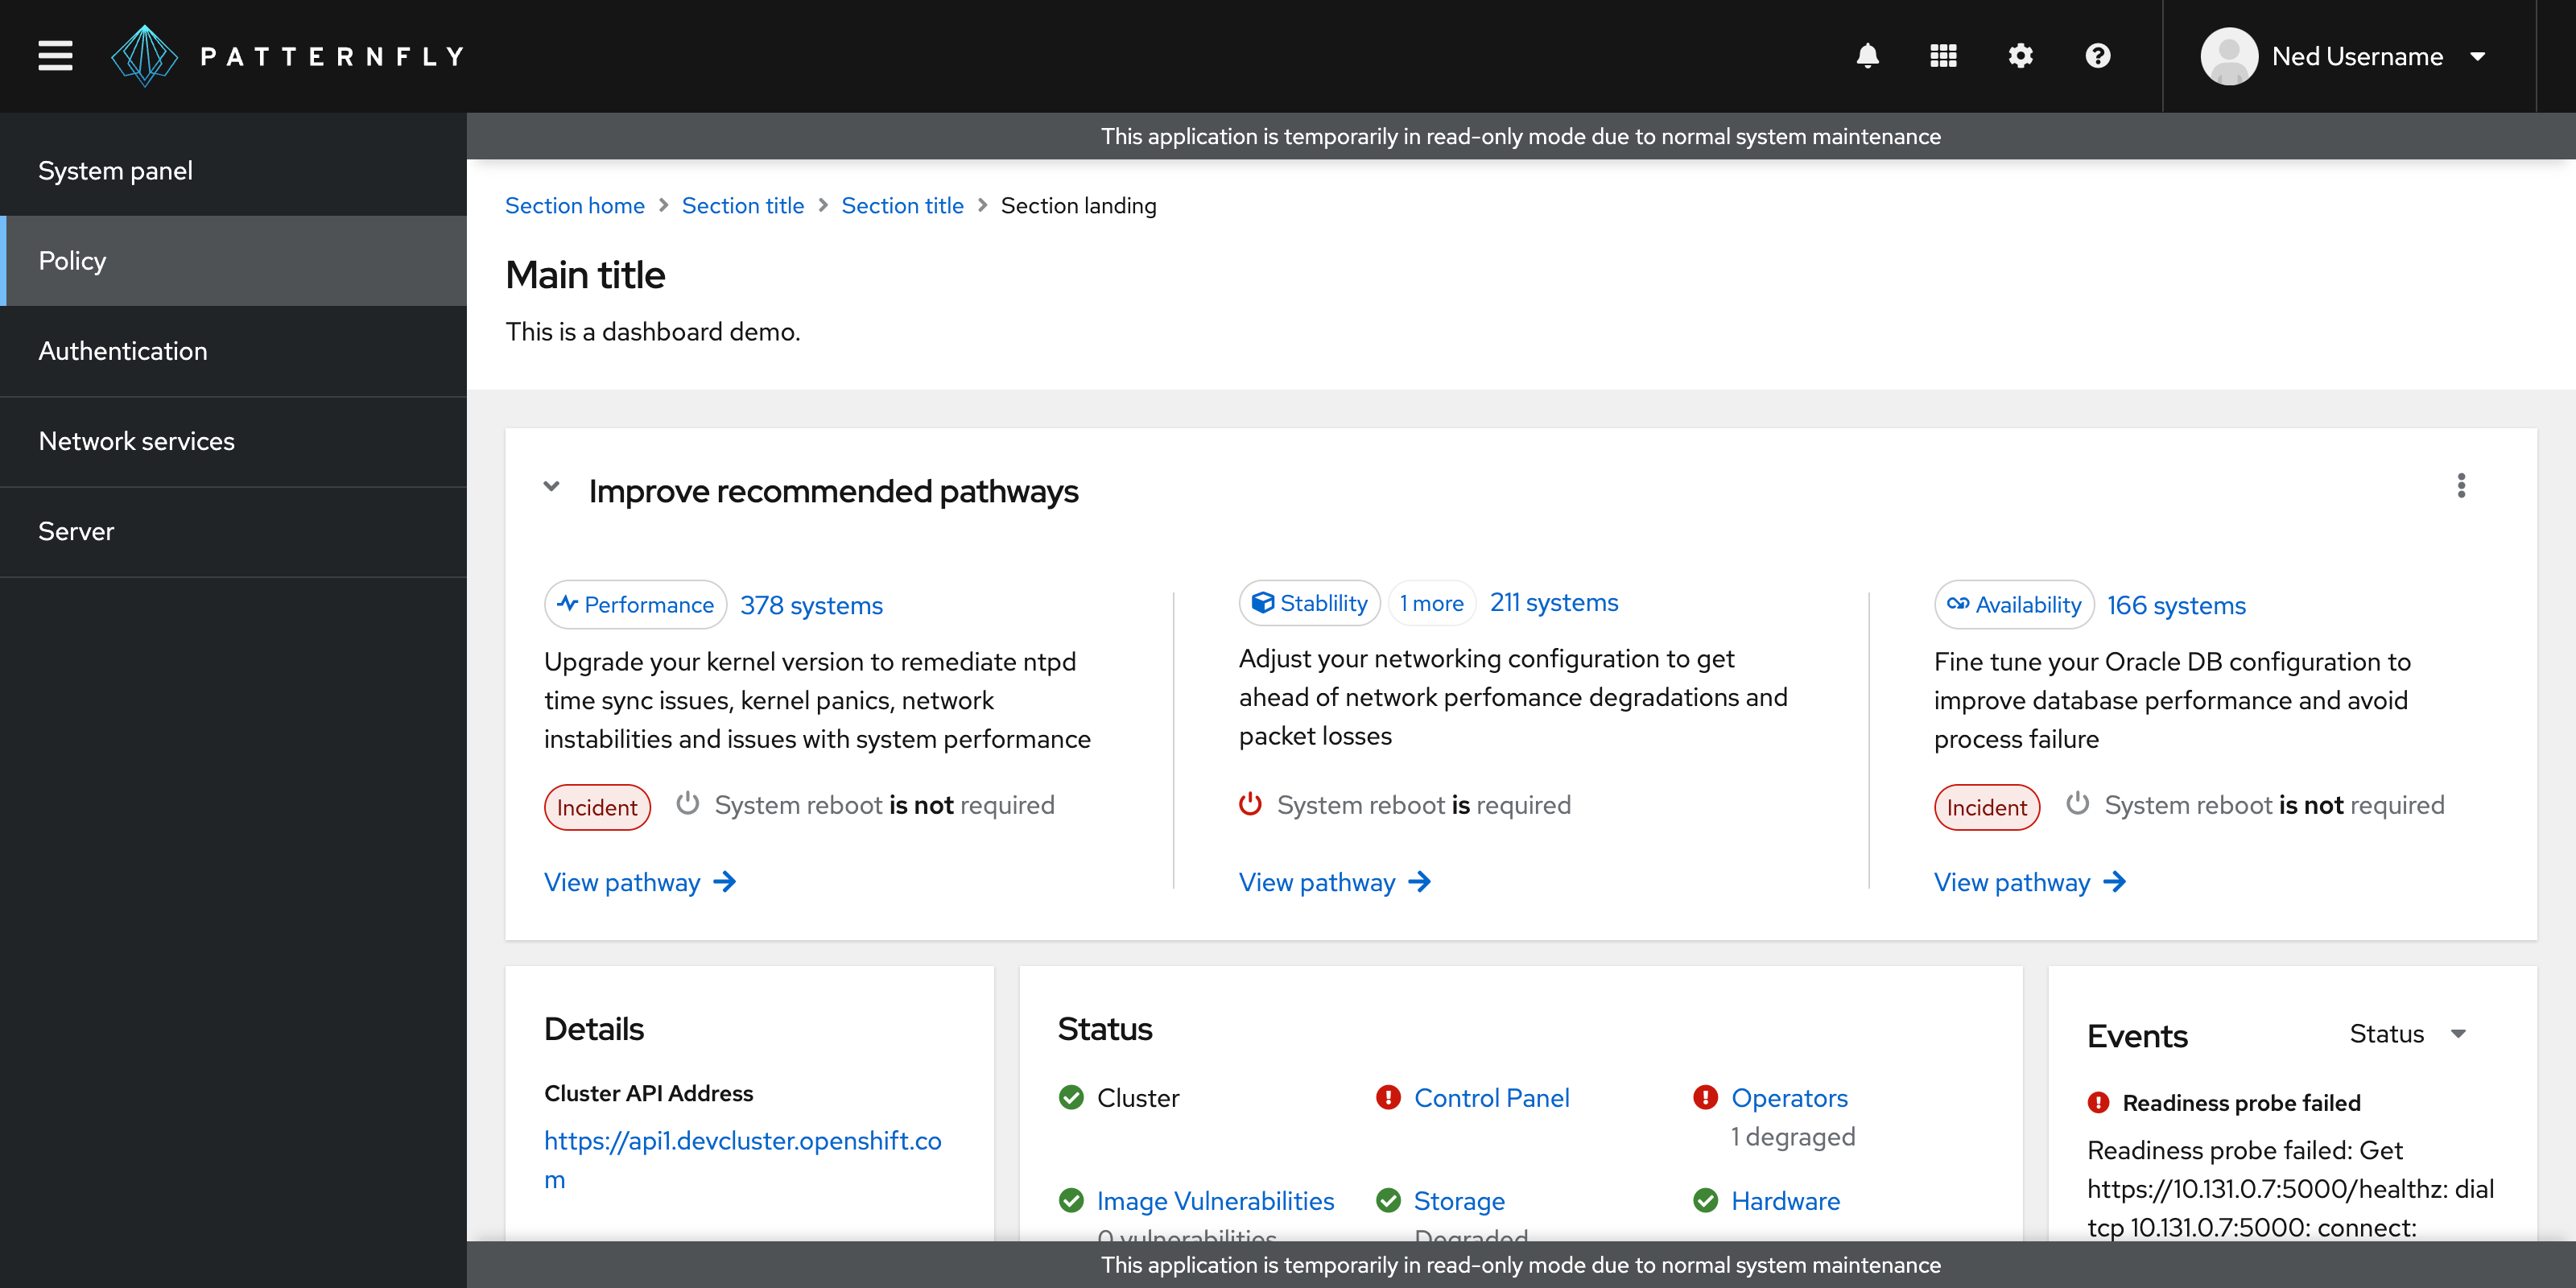 PATTERNFLY
Ned Username
System panel
Policy
Authentication
Network services
Server
This application is temporarily in read-only mode due to normal system maintenance
Section home > Section title > Section title > Section landing
Main title
This is a dashboard demo.
Improve recommended pathways
Performance 378 systems
Upgrade your kernel version to remediate ntpd
time sync issues, kernel panics, network
instabilities and issues with system performance
Incident System reboot is not required
View pathway
Stablility 1 more 211 systems
Adjust your networking configuration to get
ahead of network perfomance degradations and
packet losses
System reboot is required
View pathway
Availability 166 systems
Fine tune your Oracle DB configuration to
improve database performance and avoid
process failure
Incident System reboot is not required
View pathway
Details
Cluster API Address
https://api1.devcluster.openshift.co
m
Status
Cluster
Control Panel
Operators
1 degraged
Image Vulnerabilities
0 vulnerabilities
Storage
Degraded
Hardware
Events
Status
Readiness probe failed
Readiness probe failed: Get
https://10.131.0.7:5000/healthz: dial
tcp 10.131.0.7:5000: connect:
This application is temporarily in read-only mode due to normal system maintenance